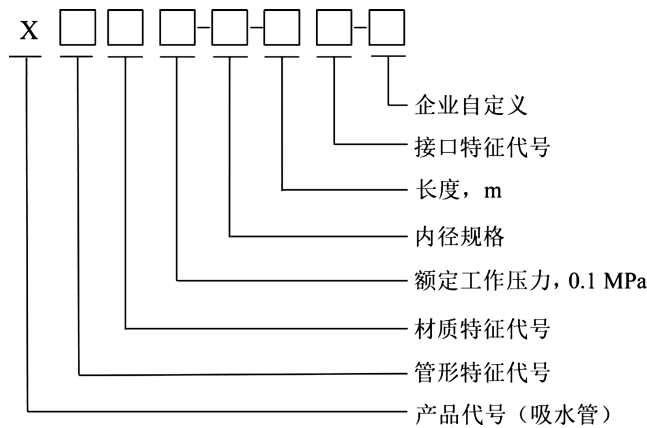 X□□□-□-□□-□
企业自定义
接口特征代号
长度，m
内径规格
额定工作压力，0.1 MPa
材质特征代号
管形特征代号
产品代号（吸水管）